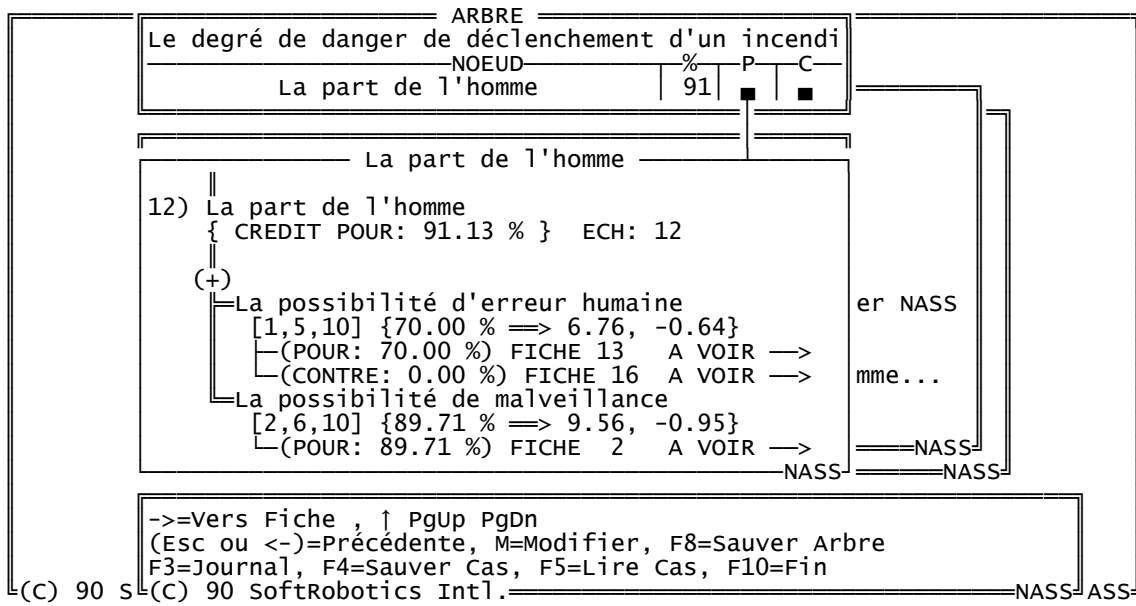 ARBRE
Le degré de danger de déclenchement d'un incendi
NOEUD % P C
La part de l'homme 91
La part de l'homme
12) La part de l'homme
{ CREDIT POUR: 91.13 % } ECH: 12
(+)
La possibilité d'erreur humaine er NASS
[1,5,10] {70.00 % ==> 6.76, -0.64}
(POUR: 70.00 %) FICHE 13 A VOIR ──>
(CONTRE: 0.00 %) FICHE 16 A VOIR ──> mme...
La possibilité de malveillance
[2,6,10] {89.71 % ==> 9.56, -0.95}
(POUR: 89.71 %) FICHE 2 A VOIR ──> NASS
NASS NASS
->=Vers Fiche , ↑ PgUp PgDn
(Esc ou <-)=Précédente, M=Modifier, F8=Sauver Arbre
F3=Journal, F4=Sauver Cas, F5=Lire Cas, F10=Fin
(C) 90 S (C) 90 SoftRobotics Intl. NASS ASS